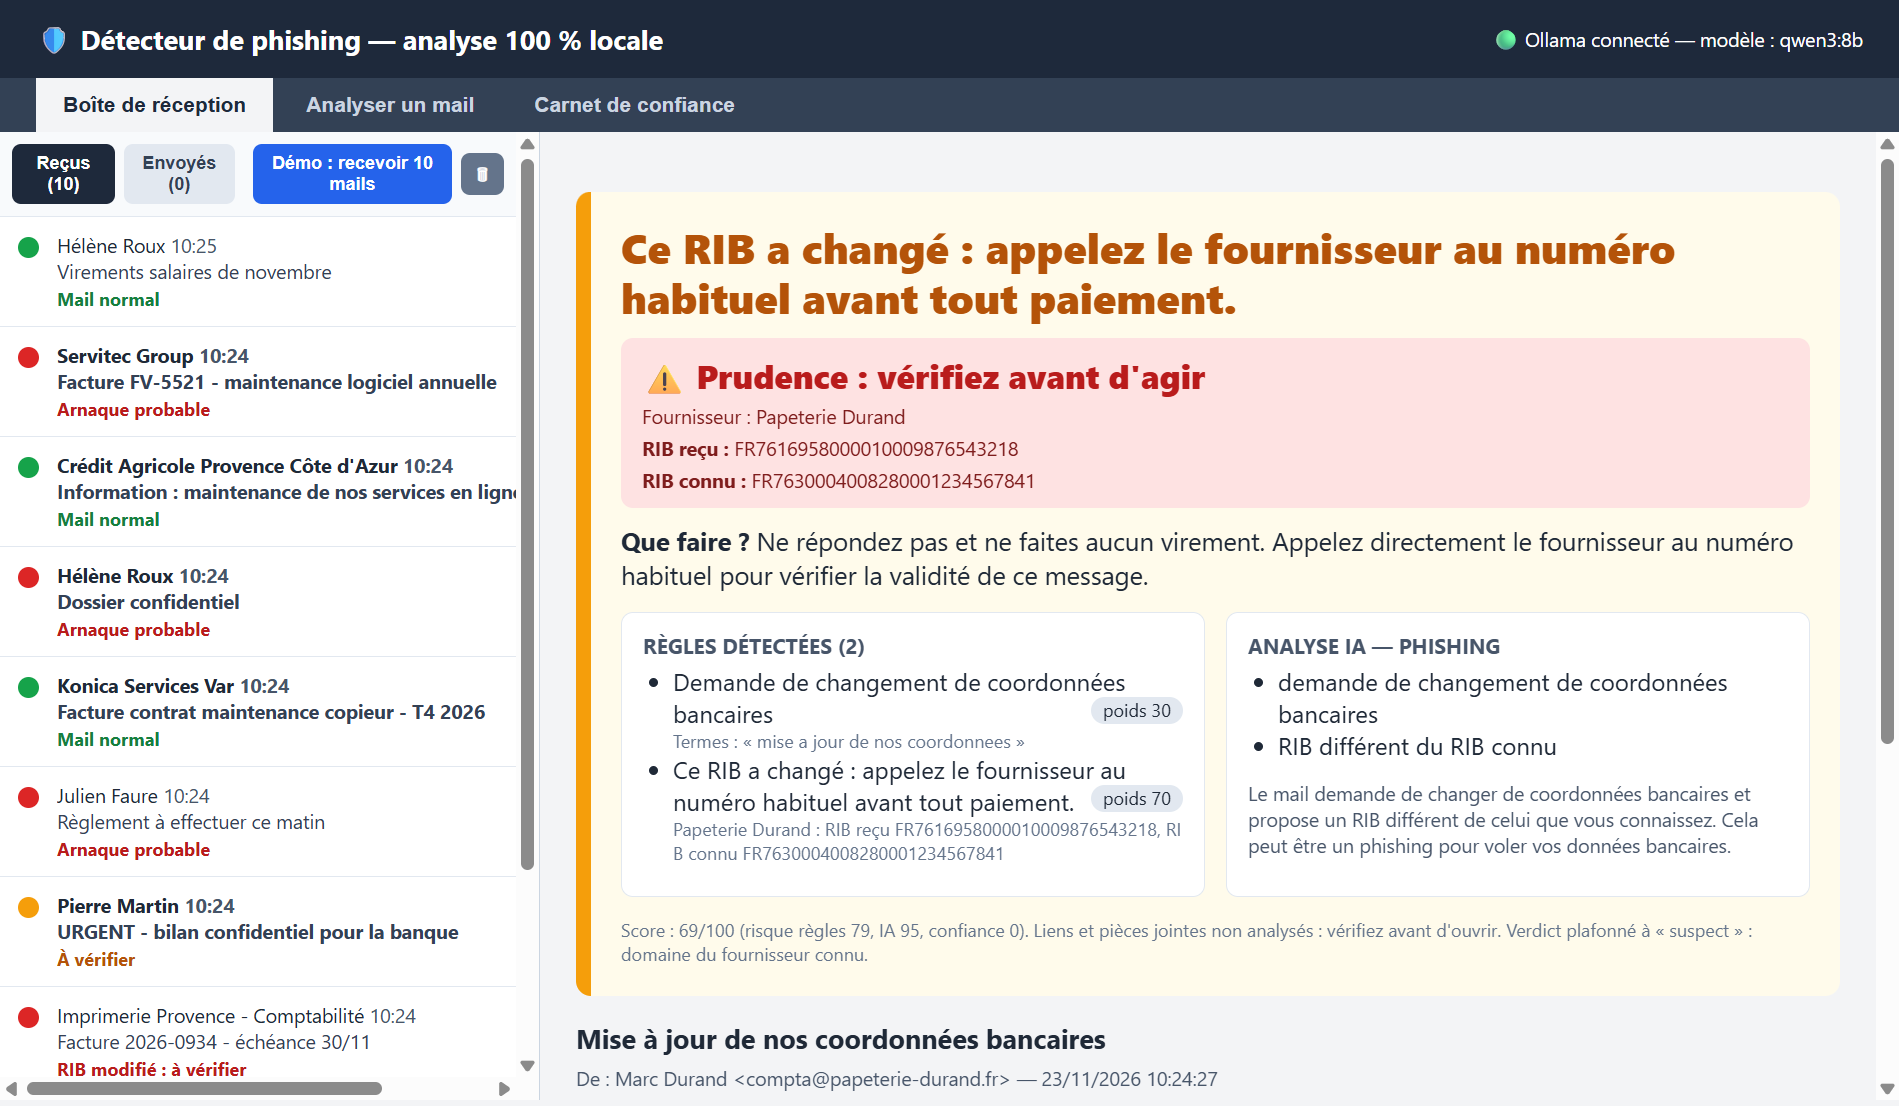 Détecteur de phishing — analyse 100 % locale
Ollama connecté — modèle : qwen3:8b
Boîte de réception
Analyser un mail
Carnet de confiance
Reçus
(10)
Envoyés
(0)
Démo : recevoir 10
mails
Hélène Roux 10:25
Virements salaires de novembre
Mail normal
Servitec Group 10:24
Facture FV-5521 - maintenance logiciel annuelle
Arnaque probable
Crédit Agricole Provence Côte d'Azur 10:24
Information : maintenance de nos services en ligne
Mail normal
Hélène Roux 10:24
Dossier confidentiel
Arnaque probable
Konica Services Var 10:24
Facture contrat maintenance copieur - T4 2026
Mail normal
Julien Faure 10:24
Règlement à effectuer ce matin
Arnaque probable
Pierre Martin 10:24
URGENT - bilan confidentiel pour la banque
À vérifier
Imprimerie Provence - Comptabilité 10:24
Facture 2026-0934 - échéance 30/11
RIB modifié : à vérifier
Ce RIB a changé : appelez le fournisseur au numéro
habituel avant tout paiement.
Prudence : vérifiez avant d'agir
Fournisseur : Papeterie Durand
RIB reçu : FR7616958000010009876543218
RIB connu : FR7630004008280001234567841
Que faire ? Ne répondez pas et ne faites aucun virement. Appelez directement le fournisseur au numéro
habituel pour vérifier la validité de ce message.
RÈGLES DÉTECTÉES (2)
Demande de changement de coordonnées
bancaires
poids 30
Termes : « mise a jour de nos coordonnees »
Ce RIB a changé : appelez le fournisseur au
numéro habituel avant tout paiement.
poids 70
Papeterie Durand : RIB reçu FR7616958000010009876543218, RI
B connu FR7630004008280001234567841
ANALYSE IA — PHISHING
demande de changement de coordonnées
bancaires
RIB différent du RIB connu
Le mail demande de changer de coordonnées bancaires et
propose un RIB différent de celui que vous connaissez. Cela
peut être un phishing pour voler vos données bancaires.
Score : 69/100 (risque règles 79, IA 95, confiance 0). Liens et pièces jointes non analysés : vérifiez avant d'ouvrir. Verdict plafonné à « suspect » :
domaine du fournisseur connu.
Mise à jour de nos coordonnées bancaires
De : Marc Durand <compta@papeterie-durand.fr> — 23/11/2026 10:24:27